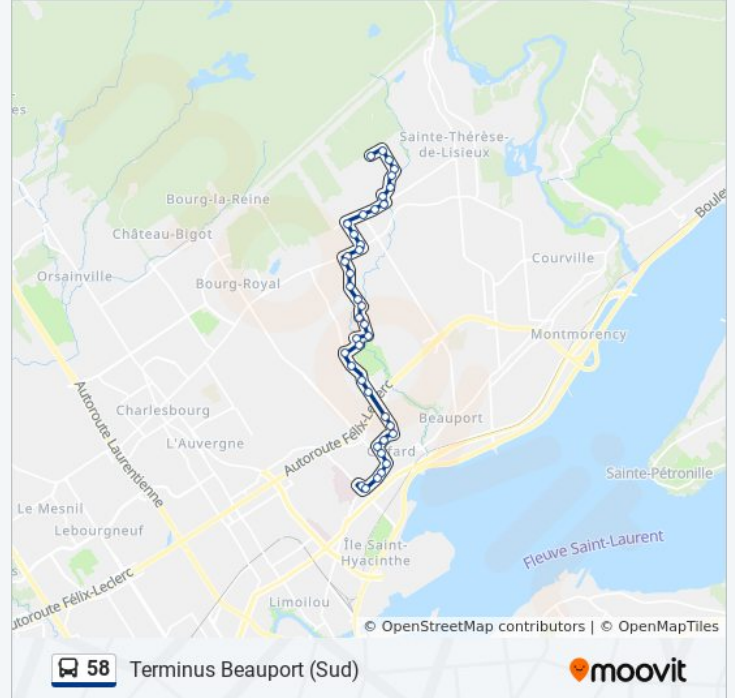 Sainte-Thérèse-
de-Lisieux
es
Bourg-la-Reine
Boule
Château-Bigot
Courville
Orsainville
Bourg-Royal
Montmorency
Autoroute Laurentienne
Charlesbourg
Beauport
L'Auvergne
Autoroute Félix-Leclerc
Giffard
Sainte-Pétronille
Le Mesnil
Lebourgneuf
Île Saint-
Hyacinthe
Fleuve Saint-Laurent
utoroute Félix-Leclerc
Limoilou
© OpenStreetMap contributors | © OpenMapTiles
58 Terminus Beauport (Sud)
moovit